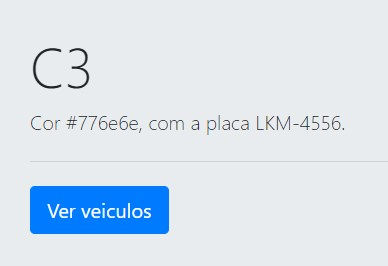 C3
Cor #776e6e, com a placa LKM-4556.
Ver veiculos